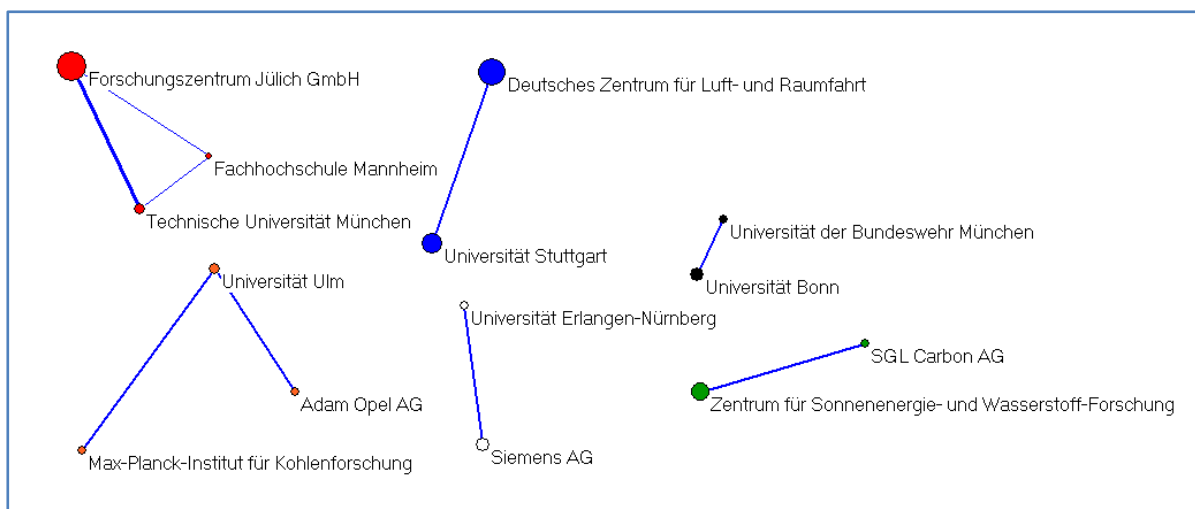 Forschungszentrum Jülich GmbH
Deutsches Zentrum für Luft- und Raumfahrt
Fachhochschule Mannheim
Technische Universität München
Universität der Bundeswehr München
Universität Stuttgart
Universität Ulm
Universität Bonn
Universität Erlangen-Nürnberg
SGL Carbon AG
Adam Opel AG
Zentrum für Sonnenenergie- und Wasserstoff-Forschung
Siemens AG
Max-Planck-Institut für Kohlenforschung